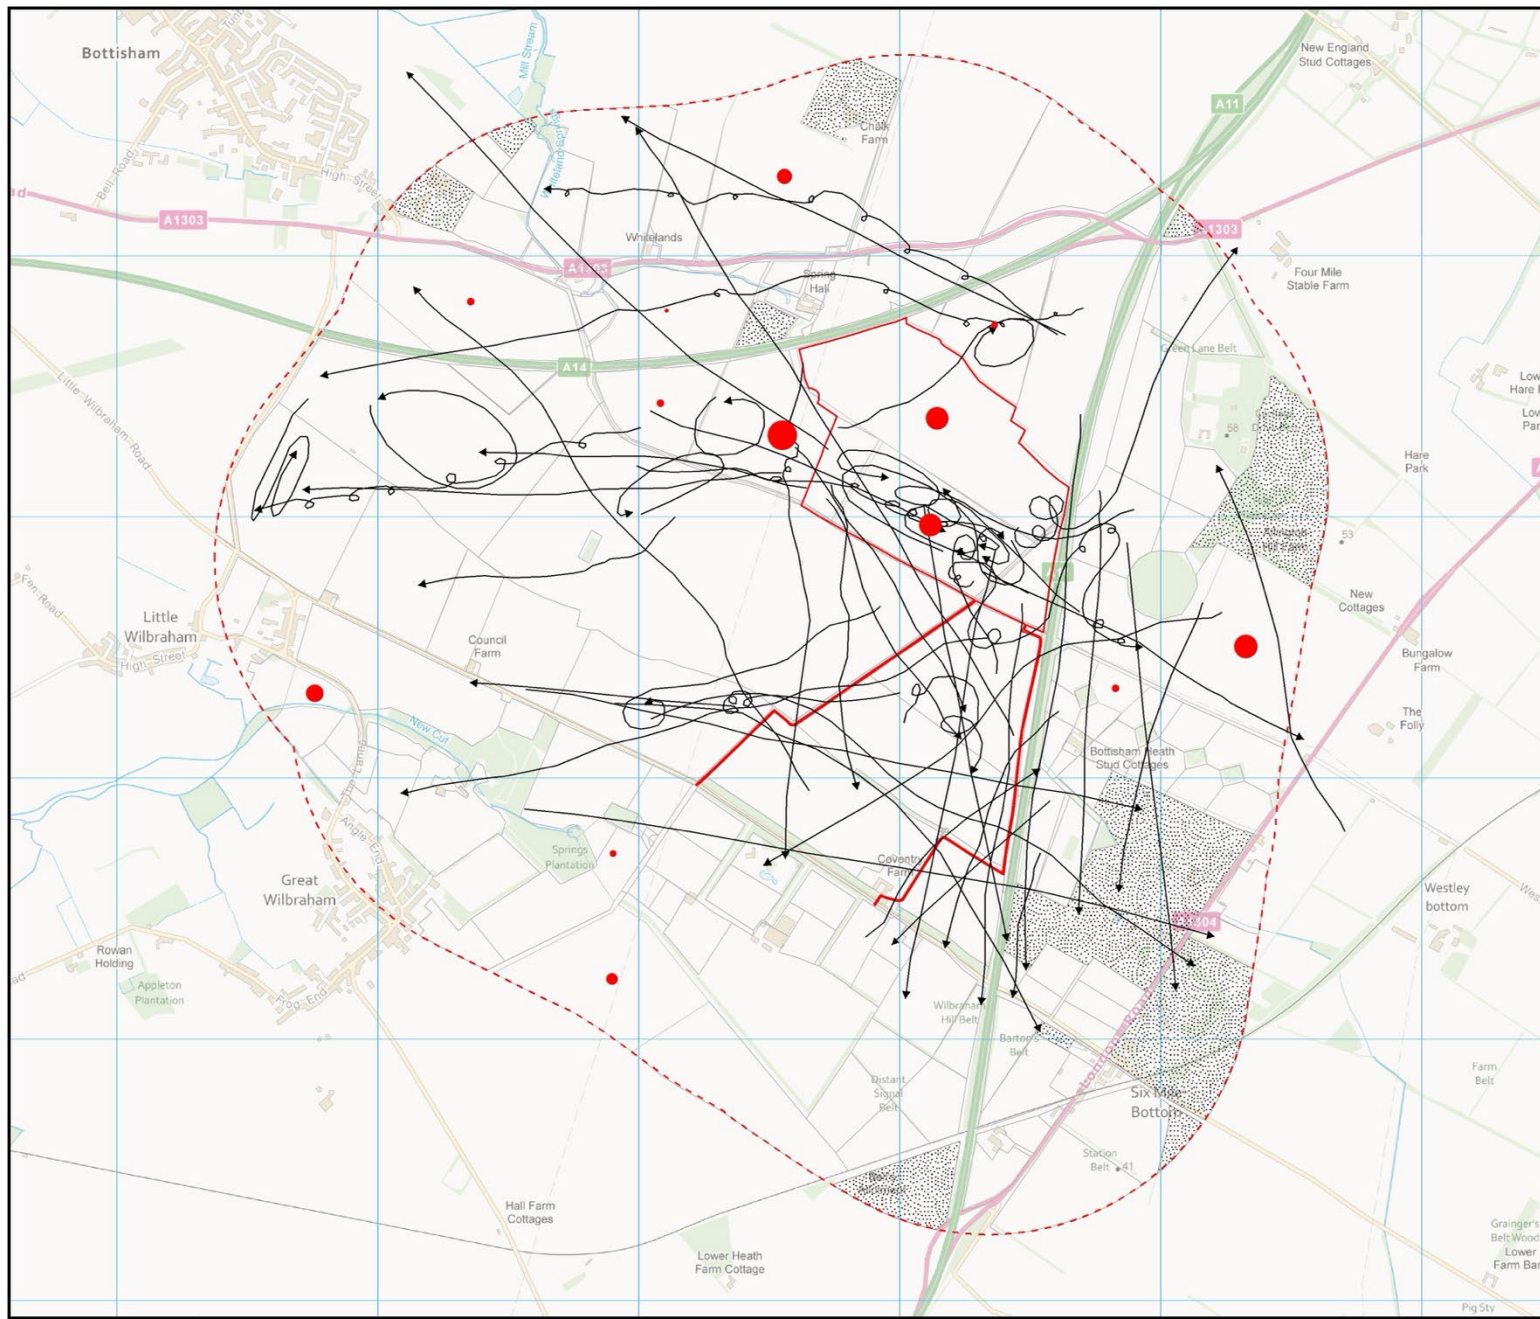 Bottisham
Mill Stream
New England
Stud Cottages
A11
Chalk
Farm
Bell Road
High Street
ad
A1303
A1303
Whitelands
A1303
Four Mile
Stable Farm
Spring
Hall
Green Lane Belt
A14
Little Wilbraham Road
58
Hare
Park
53
Fen Road
New
Cottages
Little
Wilbraham
High Street
Council
Farm
Bungalow
Farm
The
Folly
New Cut
Bottisham Heath
Stud Cottages
The Lanes
Angle End
Springs
Plantation
Coventry
Farm
Great
Wilbraham
Westley
bottom
Rowan
Holding
Appleton
Plantation
Frog End
Wilbraham
Hill Belt
Barton's
Belt
London Road
Distant
Signal
Belt
Farm
Belt
Six Mile
Bottom
Station
Belt
41
Hall Farm
Cottages
Lower Heath
Farm Cottage
Grainger's
Belt Wood
Lower
Farm Bar
Pig Sty